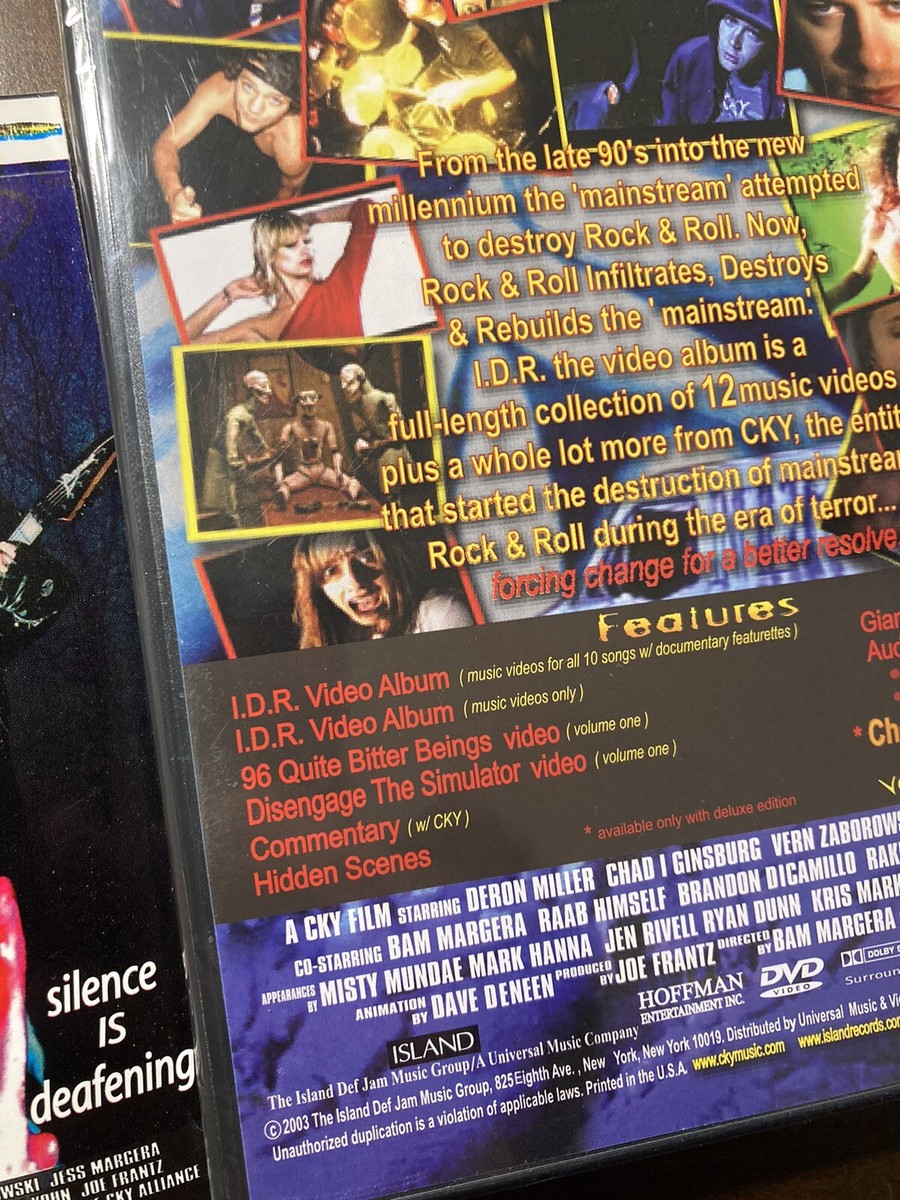 From the late 90's into the new
millennium the 'mainstream' attempted
to destroy Rock & Roll. Now,
Rock & Roll Infiltrates, Destroys
& Rebuilds the 'mainstream.'
I.D.R. the video album is a
full-length collection of 12 music videos
plus a whole lot more from CKY, the entit
that started the destruction of mainstrea
Rock & Roll during the era of terror...
forcing change for a better resolve
Features
I.D.R. Video Album (music videos for all 10 songs w/ documentary featurettes)
I.D.R. Video Album (music videos only)
96 Quite Bitter Beings video (volume one)
Disengage The Simulator video (volume one)
Commentary (w/ CKY)
Hidden Scenes
* available only with deluxe edition
Gian
Aud
* Ch
A CKY FILM STARRING DERON MILLER CHAD I GINSBURG VERN ZABOROWS
CO-STARRING BAM MARGERA RAAB HIMSELF BRANDON DICAMILLO RAK
APPEARANCES BY MISTY MUNDAE MARK HANNA JEN RIVELL RYAN DUNN KRIS MARK
ANIMATION BY DAVE DENEEN PRODUCED BY JOE FRANTZ DIRECTED BY BAM MARGERA
ISLAND
HOFFMAN
ENTERTAINMENT INC.
DVD
VIDEO
DOLBY S
Surroun
The Island Def Jam Music Group/A Universal Music Company
©2003 The Island Def Jam Music Group, 825 Eighth Ave., New York, New York 10019. Distributed by Universal Music & Vi
Unauthorized duplication is a violation of applicable laws. Printed in the U.S.A. www.ckymusic.com www.islandrecords.com
silence
IS
deafening
WSKI JESS MARGERA
JOE FRANTZ
CKY ALLIANCE